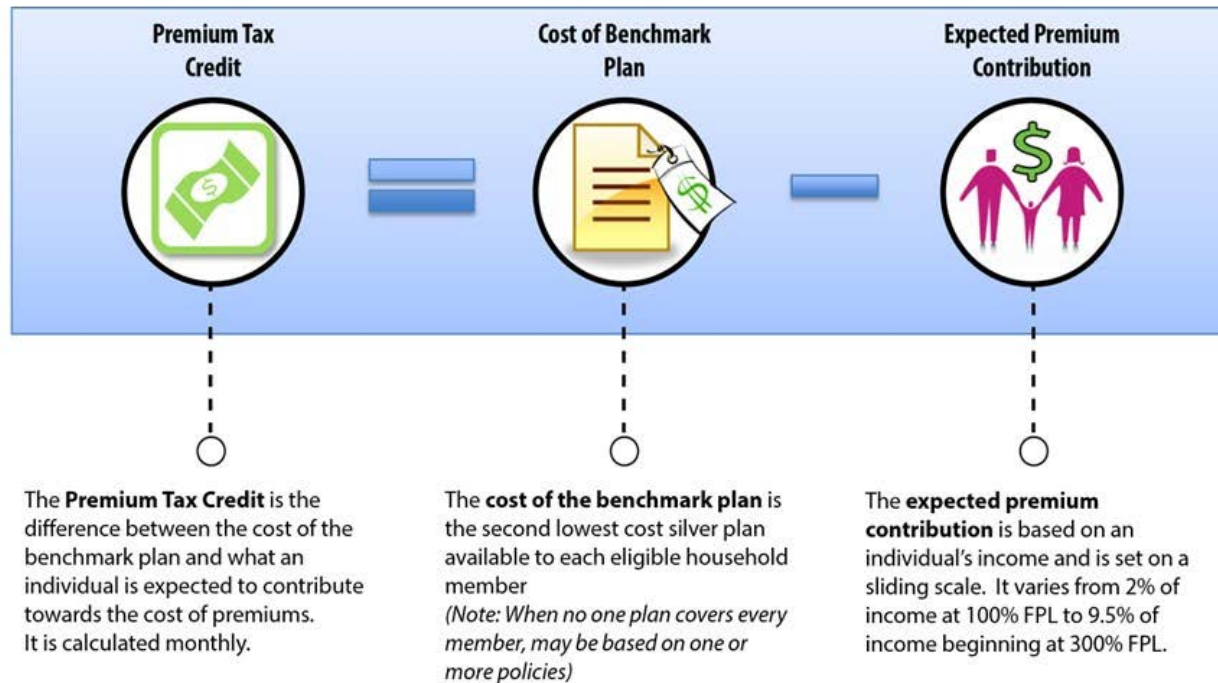 Premium Tax
Credit
Cost of Benchmark
Plan
Expected Premium
Contribution
$
$
$
The Premium Tax Credit is the
difference between the cost of the
benchmark plan and what an
individual is expected to contribute
towards the cost of premiums.
It is calculated monthly.
The cost of the benchmark plan is
the second lowest cost silver plan
available to each eligible household
member
(Note: When no one plan covers every
member, may be based on one or
more policies)
The expected premium
contribution is based on an
individual's income and is set on a
sliding scale.  It varies from 2% of
income at 100% FPL to 9.5% of
income beginning at 300% FPL.